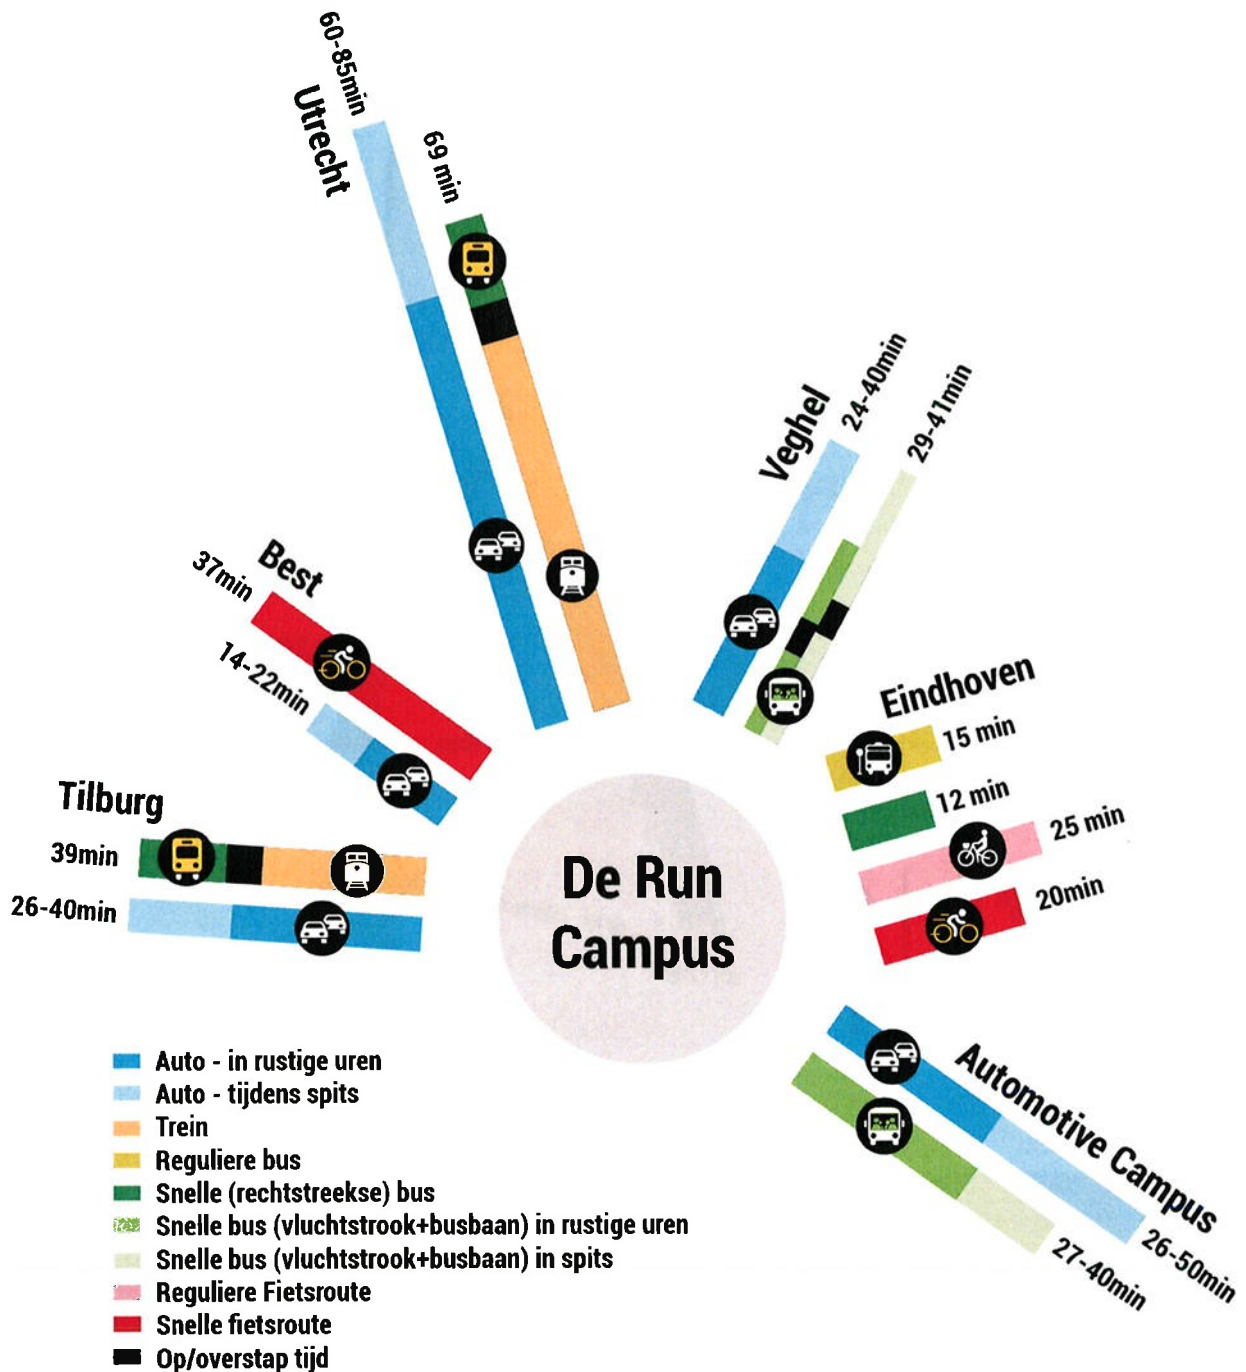 60-85min
Utrecht
69 min
Veghel
24-40min
29-41min
Best
37min
14-22min
Eindhoven
15 min
12 min
25 min
20min
Tilburg
39min
26-40min
De Run
Campus
Automotive Campus
26-50min
27-40min
Auto - in rustige uren
Auto - tijdens spits
Trein
Reguliere bus
Snelle (rechtstreekse) bus
Snelle bus (vluchtstrook+busbaan) in rustige uren
Snelle bus (vluchtstrook+busbaan) in spits
Reguliere Fietsroute
Snelle fietsroute
Op/overstap tijd